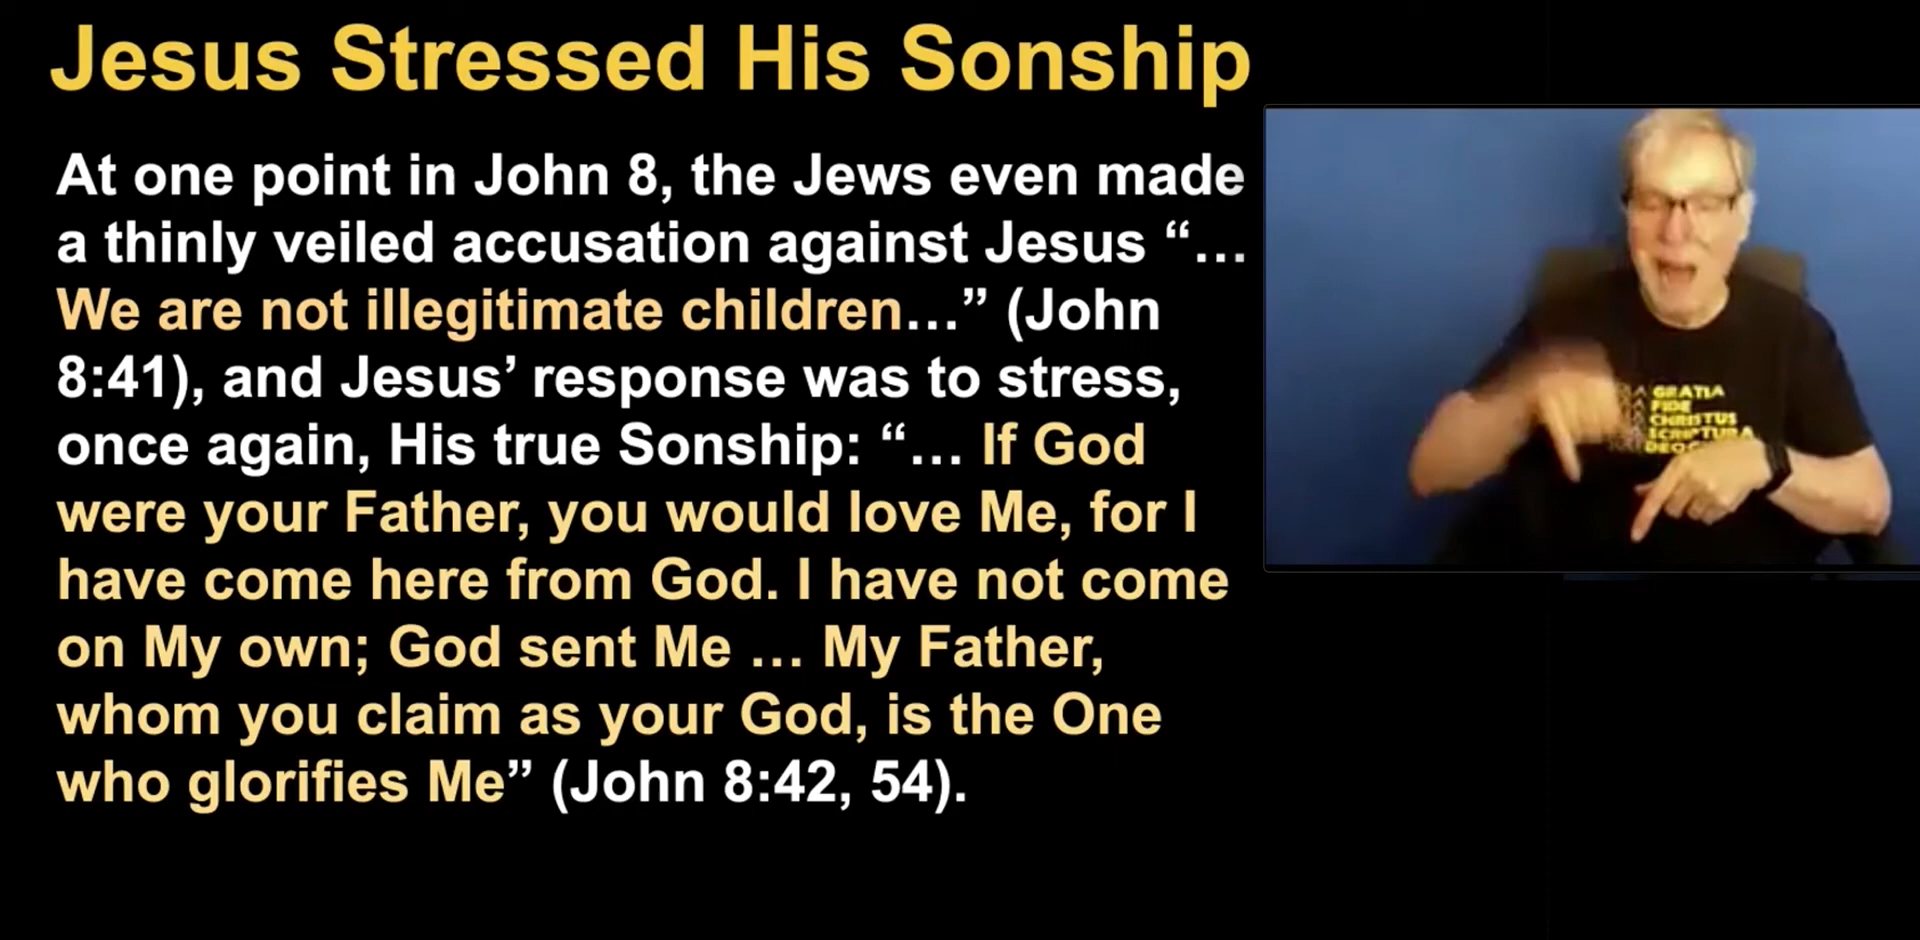 Jesus Stressed His Sonship
At one point in John 8, the Jews even made
a thinly veiled accusation against Jesus “…
We are not illegitimate children…” (John
8:41), and Jesus’ response was to stress,
once again, His true Sonship: “… If God
were your Father, you would love Me, for I
have come here from God. I have not come
on My own; God sent Me … My Father,
whom you claim as your God, is the One
who glorifies Me” (John 8:42, 54).
GRATIA
FIDE
CHRISTUS
SCRIPTURA
DEO